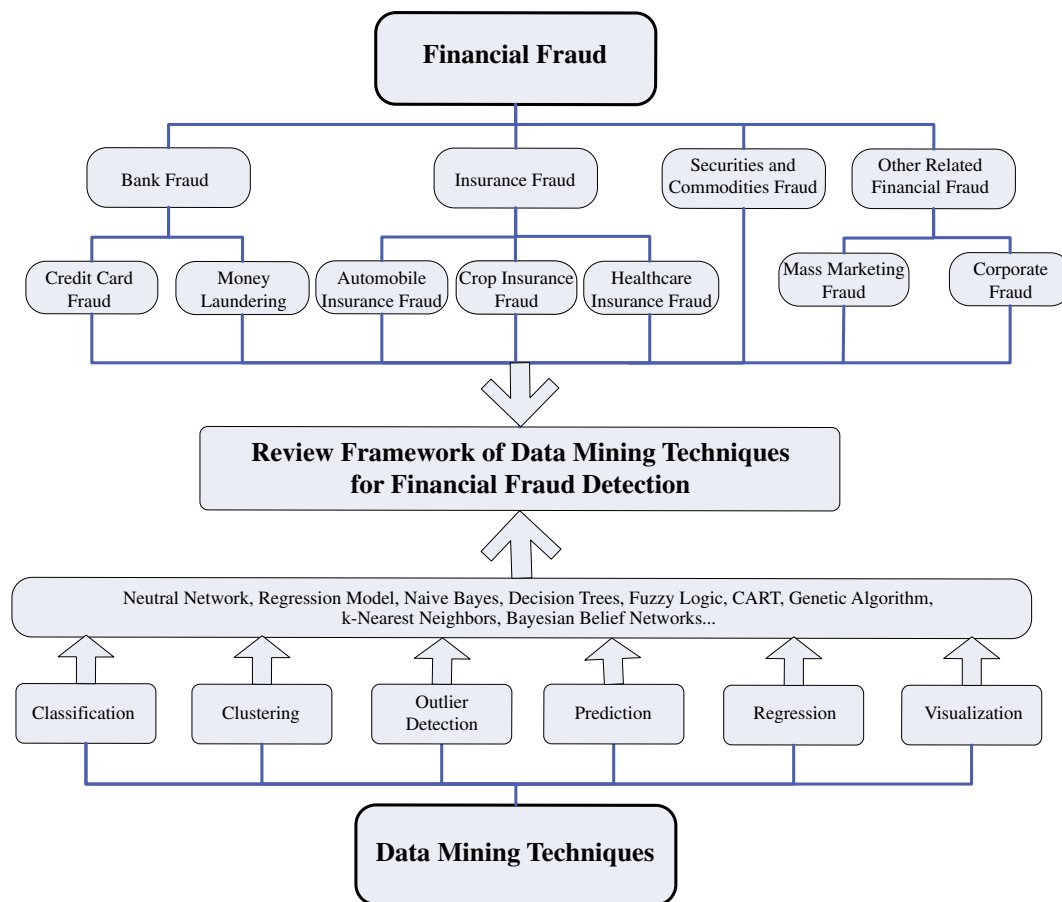 Financial Fraud
Bank Fraud
Insurance Fraud
Securities and
Commodities Fraud
Other Related
Financial Fraud
Credit Card
Fraud
Money
Laundering
Automobile
Insurance Fraud
Crop Insurance
Fraud
Healthcare
Insurance Fraud
Mass Marketing
Fraud
Corporate
Fraud
Review Framework of Data Mining Techniques
for Financial Fraud Detection
Neutral Network, Regression Model, Naive Bayes, Decision Trees, Fuzzy Logic, CART, Genetic Algorithm,
k-Nearest Neighbors, Bayesian Belief Networks...
Classification
Clustering
Outlier
Detection
Prediction
Regression
Visualization
Data Mining Techniques